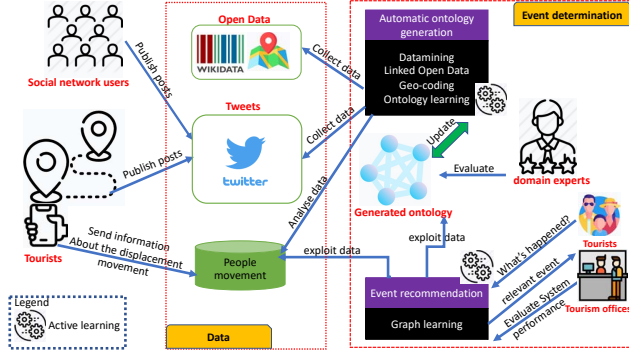 Open Data
WIKIDATA
Social network users
Publish posts
Tweets
twitter
Publish posts
Tourists
Send information
About the displacement
movement
People
movement
Data
Legend
Active learning
Collect data
Collect data
Analyse data
exploit data
Event determination
Automatic ontology
generation
Datamining
Linked Open Data
Geo-coding
Ontology learning
Update
Generated ontology
Evaluate
domain experts
exploit data
Event recommendation
Graph learning
What's happened?
relevant event
Evaluate System
performance
Tourists
Tourism offices